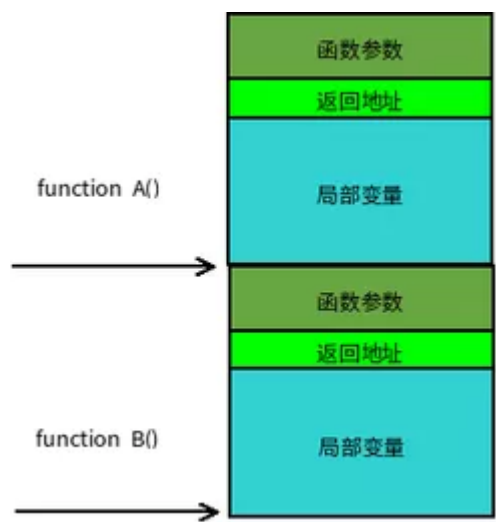 函数参数
返回地址
function A()
局部变量
函数参数
返回地址
function B()
局部变量